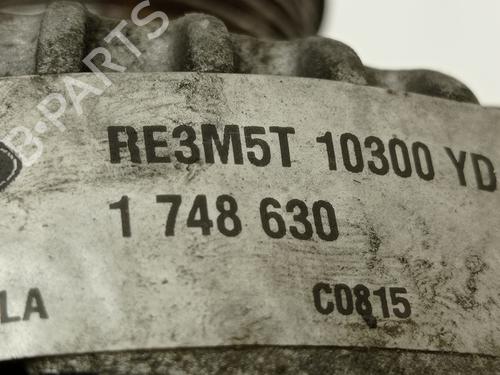 B-PARTS
RE3M5T 10300 YD
1 748 630
LA
C0815